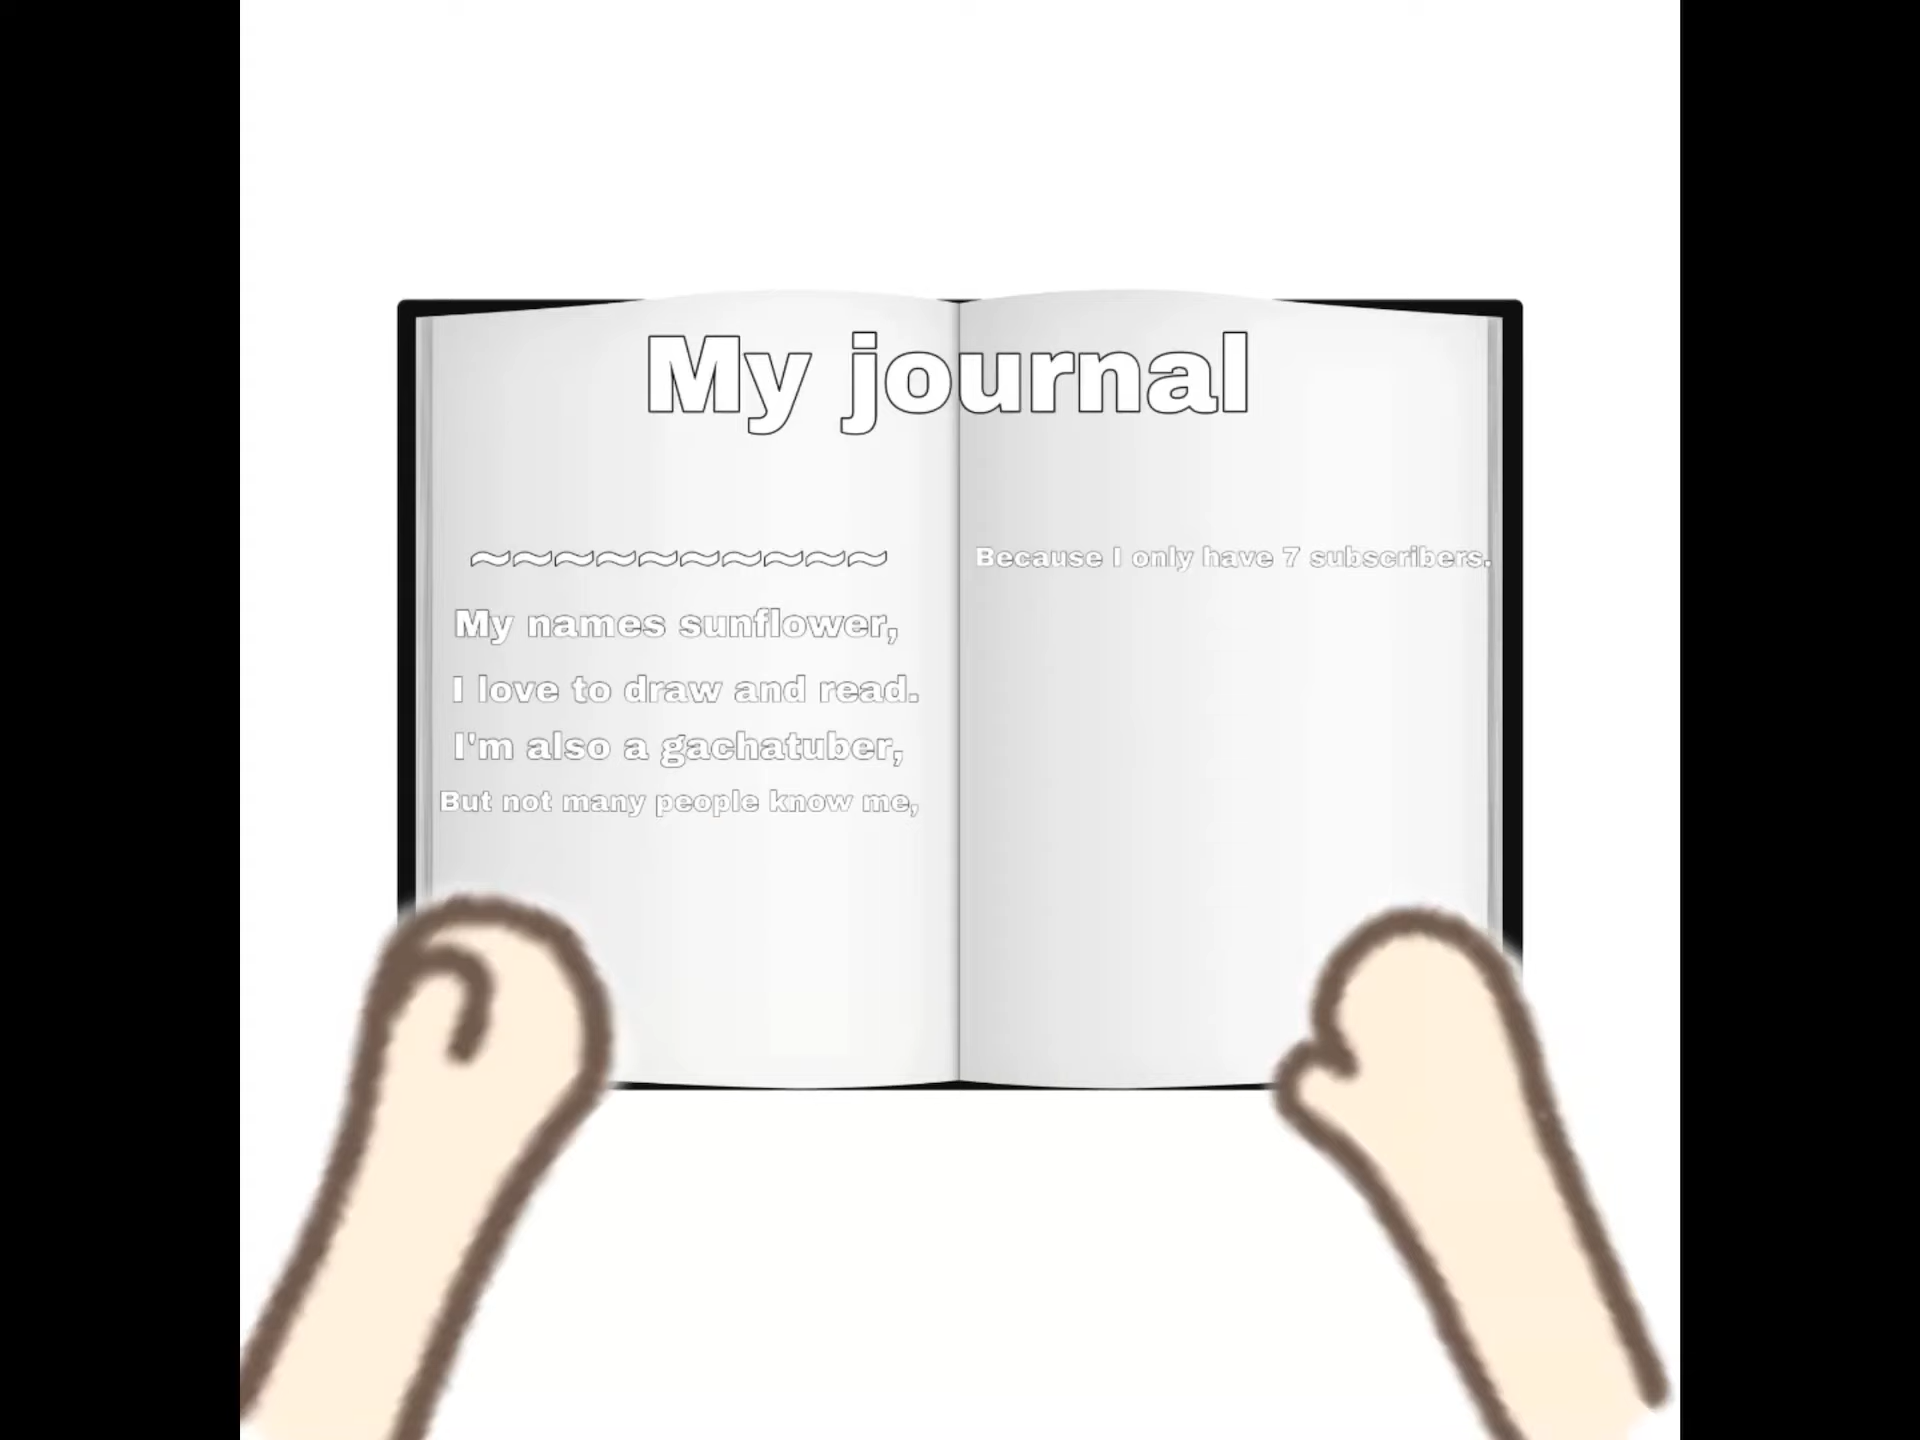 My journal
~~~~~~~~~~
My names sunflower,
I love to draw and read.
I'm also a gachatuber,
But not many people know me,
Because I only have 7 subscribers.